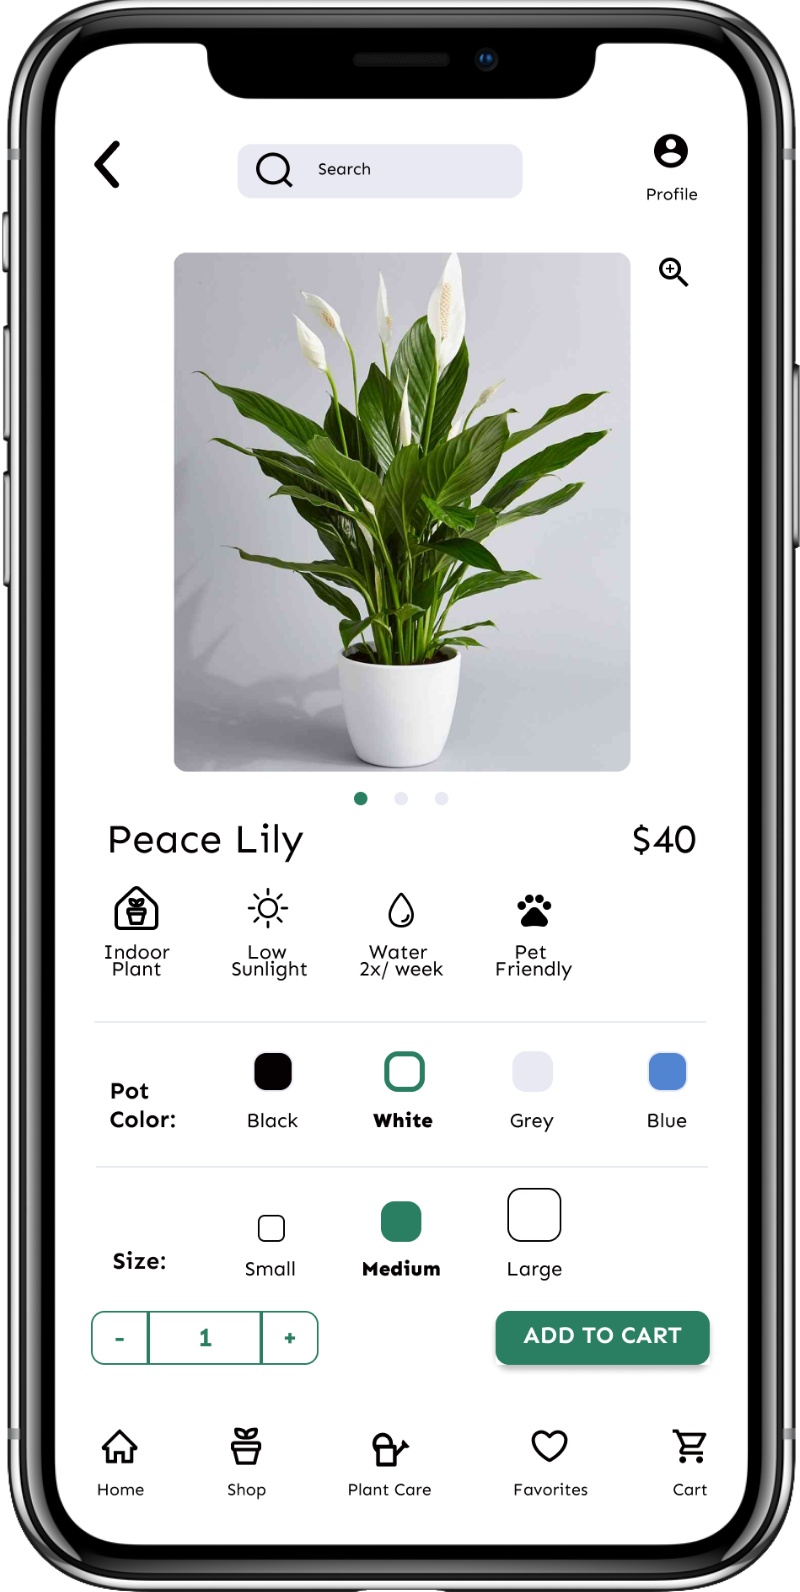 Search
Profile
Peace Lily
$40
Indoor
Plant
Low
Sunlight
Water
2x/ week
Pet
Friendly
Pot
Color:
Black
White
Grey
Blue
Size:
Small
Medium
Large
- 1 +
ADD TO CART
Home
Shop
Plant Care
Favorites
Cart